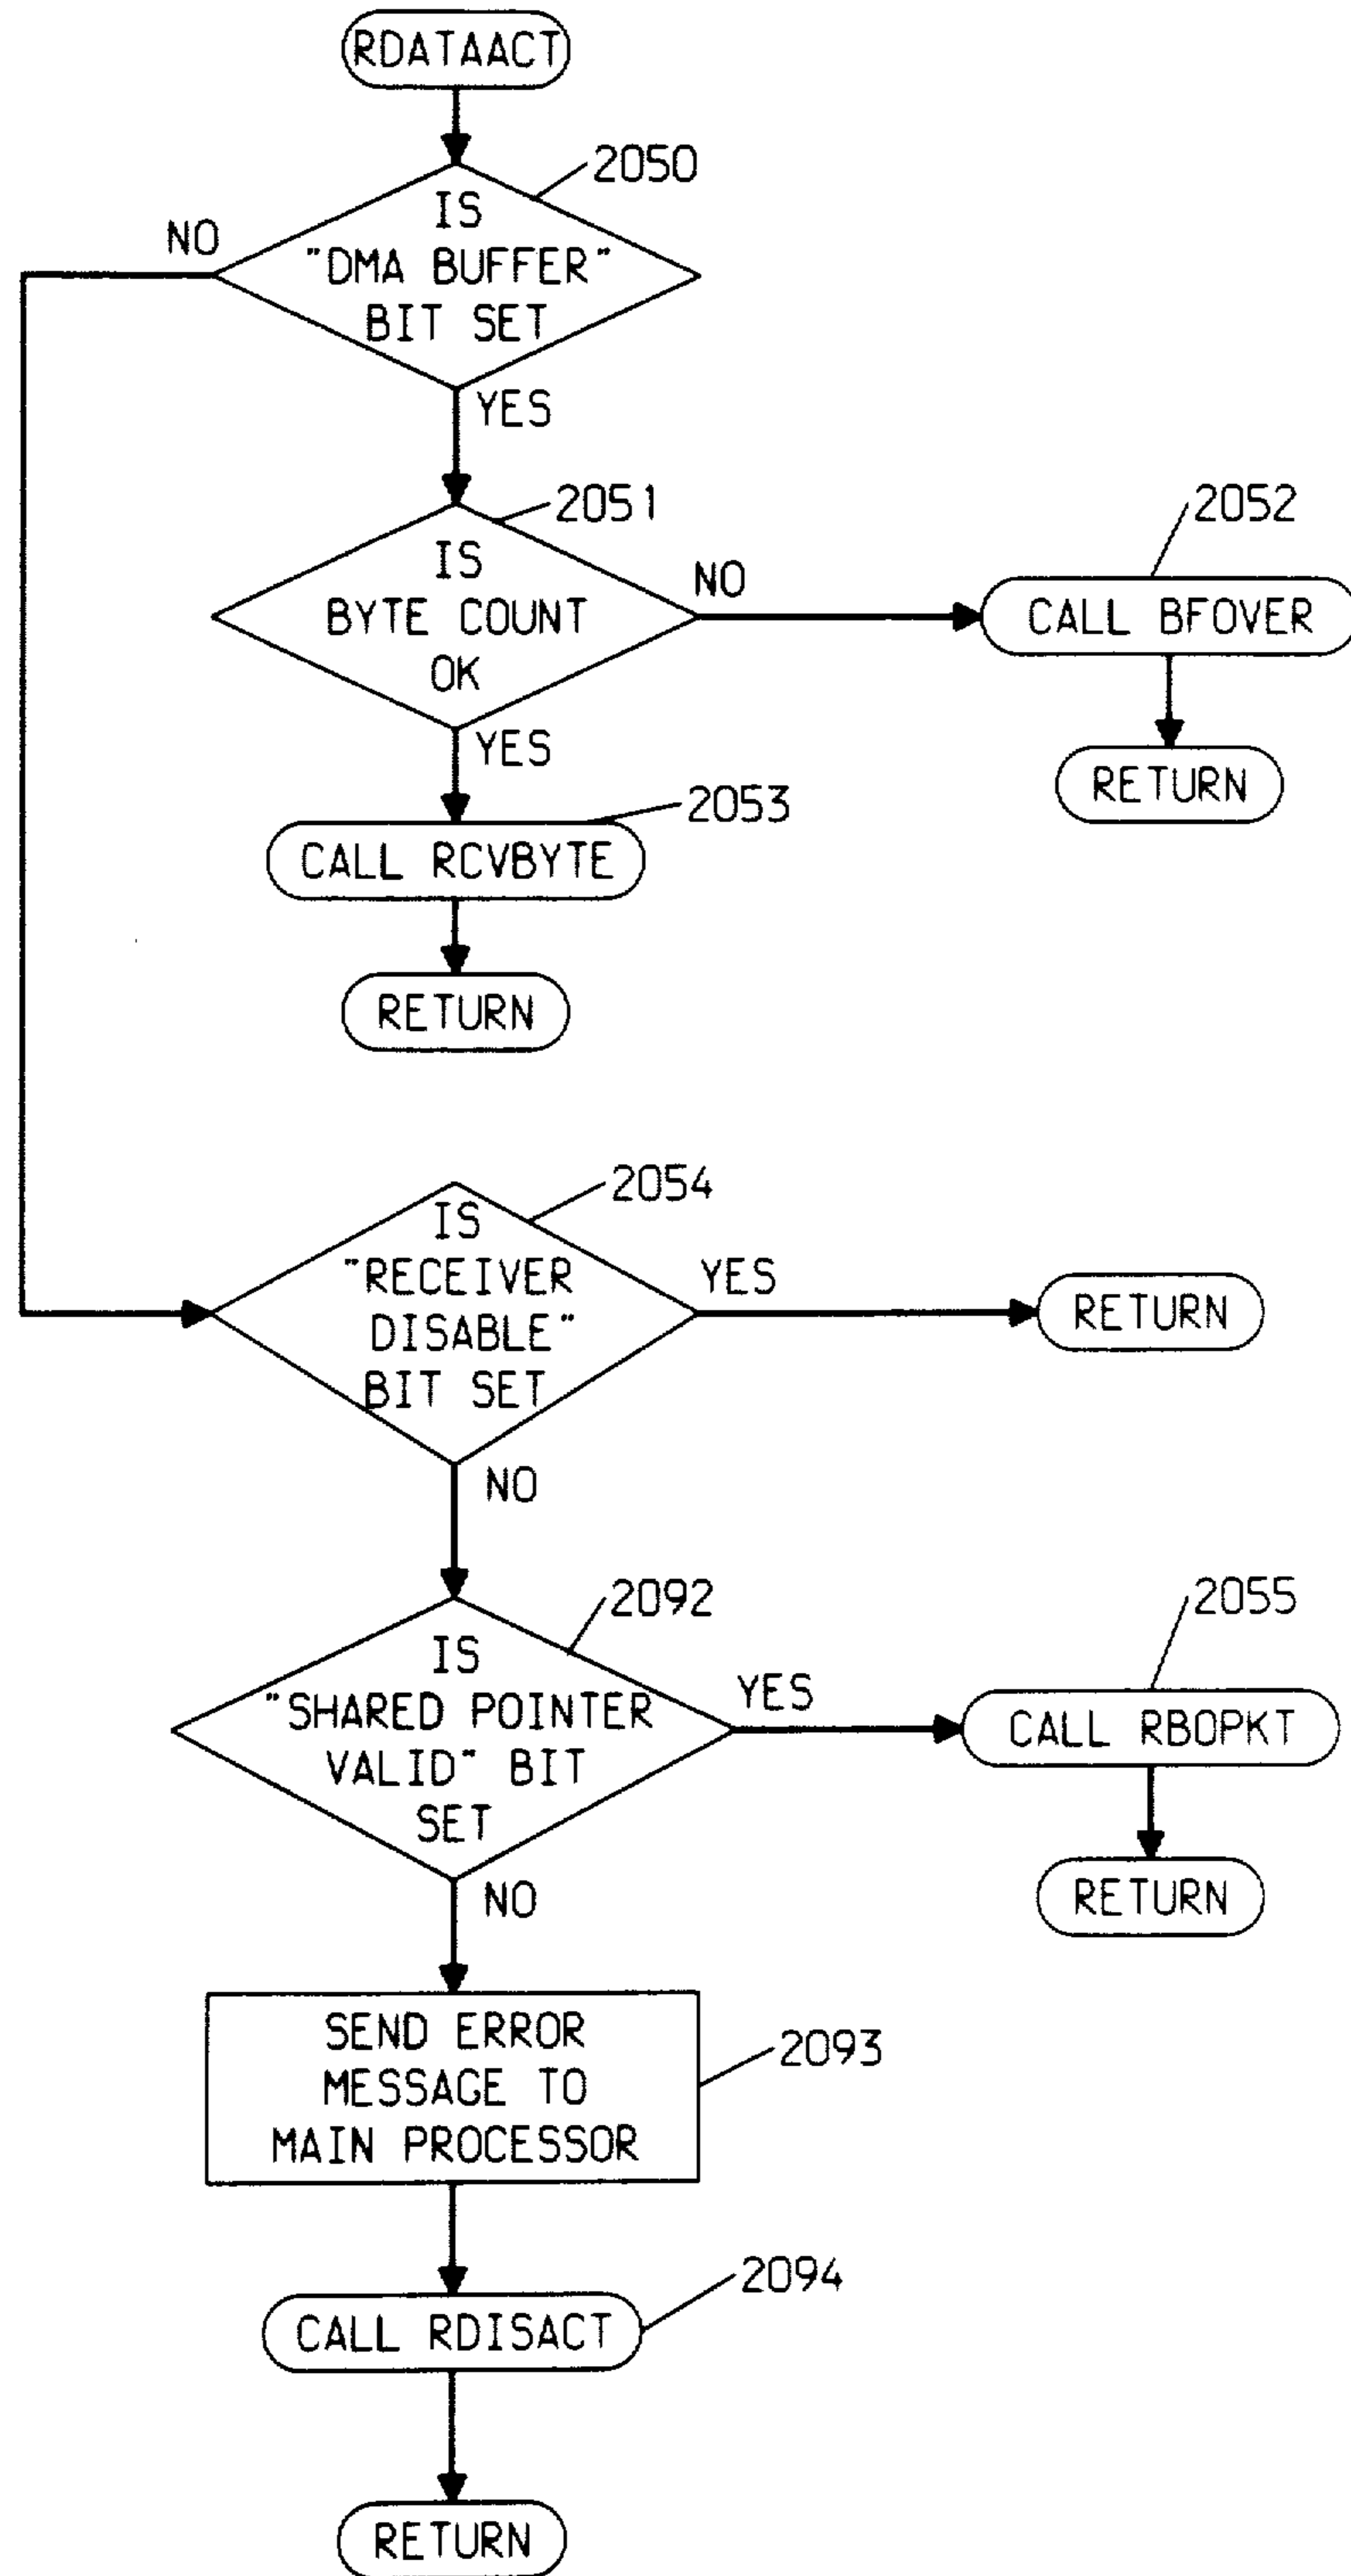 RDATAACT
2050
IS
"DMA BUFFER"
BIT SET
NO
YES
2051
IS
BYTE COUNT
OK
NO
2052
CALL BFOVER
RETURN
YES
2053
CALL RCVBYTE
RETURN
2054
IS
"RECEIVER
DISABLE"
BIT SET
YES
RETURN
NO
2092
IS
"SHARED POINTER
VALID" BIT
SET
YES
2055
CALL RBOPKT
RETURN
NO
SEND ERROR
MESSAGE TO
MAIN PROCESSOR
2093
2094
CALL RDISACT
RETURN